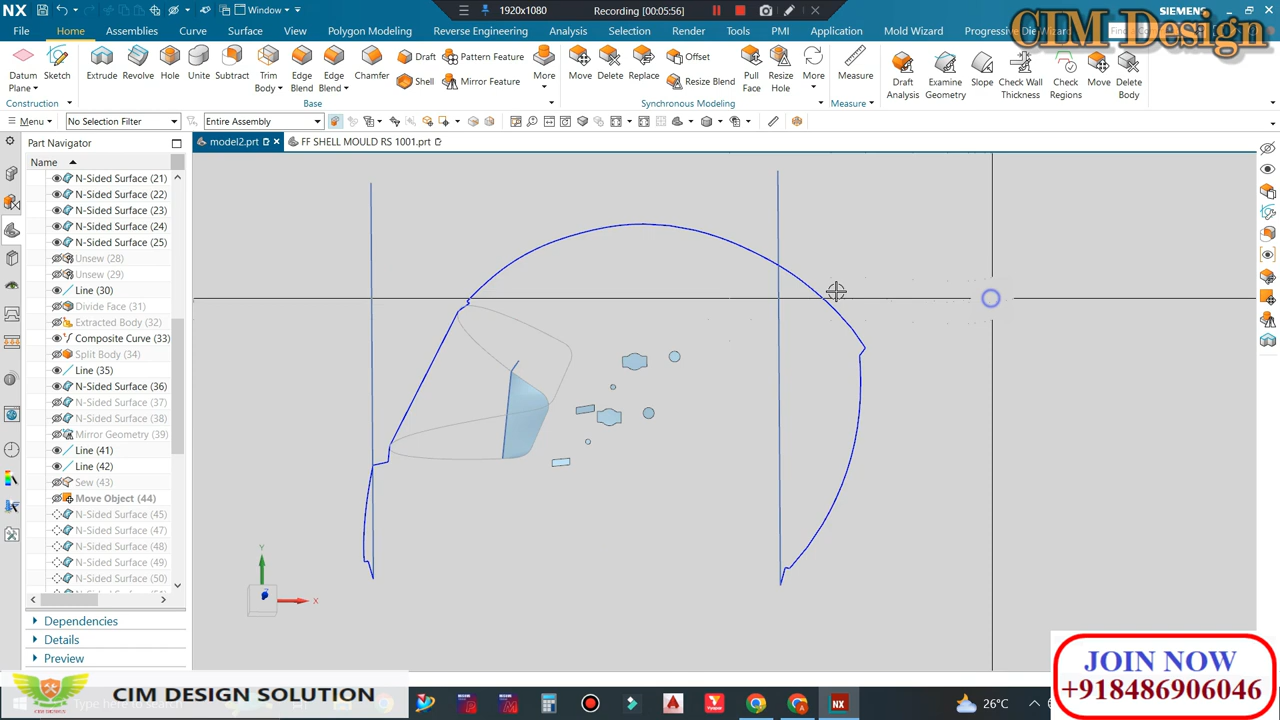 NX Window 1920x1080 Recording [00:05:56] SIEMENS
CIM Design
File Home Assemblies Curve Surface View Polygon Modeling Reverse Engineering Analysis Selection Render Tools PMI Application Mold Wizard Progressive Die Wizard
Datum Plane Sketch Extrude Revolve Hole Unite Subtract Trim Body Edge Blend Edge Blend Chamfer Draft Shell Pattern Feature Mirror Feature More Move Delete Replace Offset Resize Blend Pull Face Resize Hole More Measure Draft Analysis Examine Geometry Slope Check Wall Thickness Check Regions Move Face Delete Body
Construction Base Synchronous Modeling Measure
Menu No Selection Filter Entire Assembly
Part Navigator model2.prt FF SHELL MOULD RS 1001.prt
Name
N-Sided Surface (21)
N-Sided Surface (22)
N-Sided Surface (23)
N-Sided Surface (24)
N-Sided Surface (25)
Unsew (28)
Unsew (29)
Line (30)
Divide Face (31)
Extracted Body (32)
Composite Curve (33)
Split Body (34)
Line (35)
N-Sided Surface (36)
N-Sided Surface (37)
N-Sided Surface (38)
Mirror Geometry (39)
Line (41)
Line (42)
Sew (43)
Move Object (44)
N-Sided Surface (45)
N-Sided Surface (47)
N-Sided Surface (48)
N-Sided Surface (49)
N-Sided Surface (50)
Y
X
Dependencies
Details
Preview
JOIN NOW
+918486906046
CIM DESIGN SOLUTION
26°C